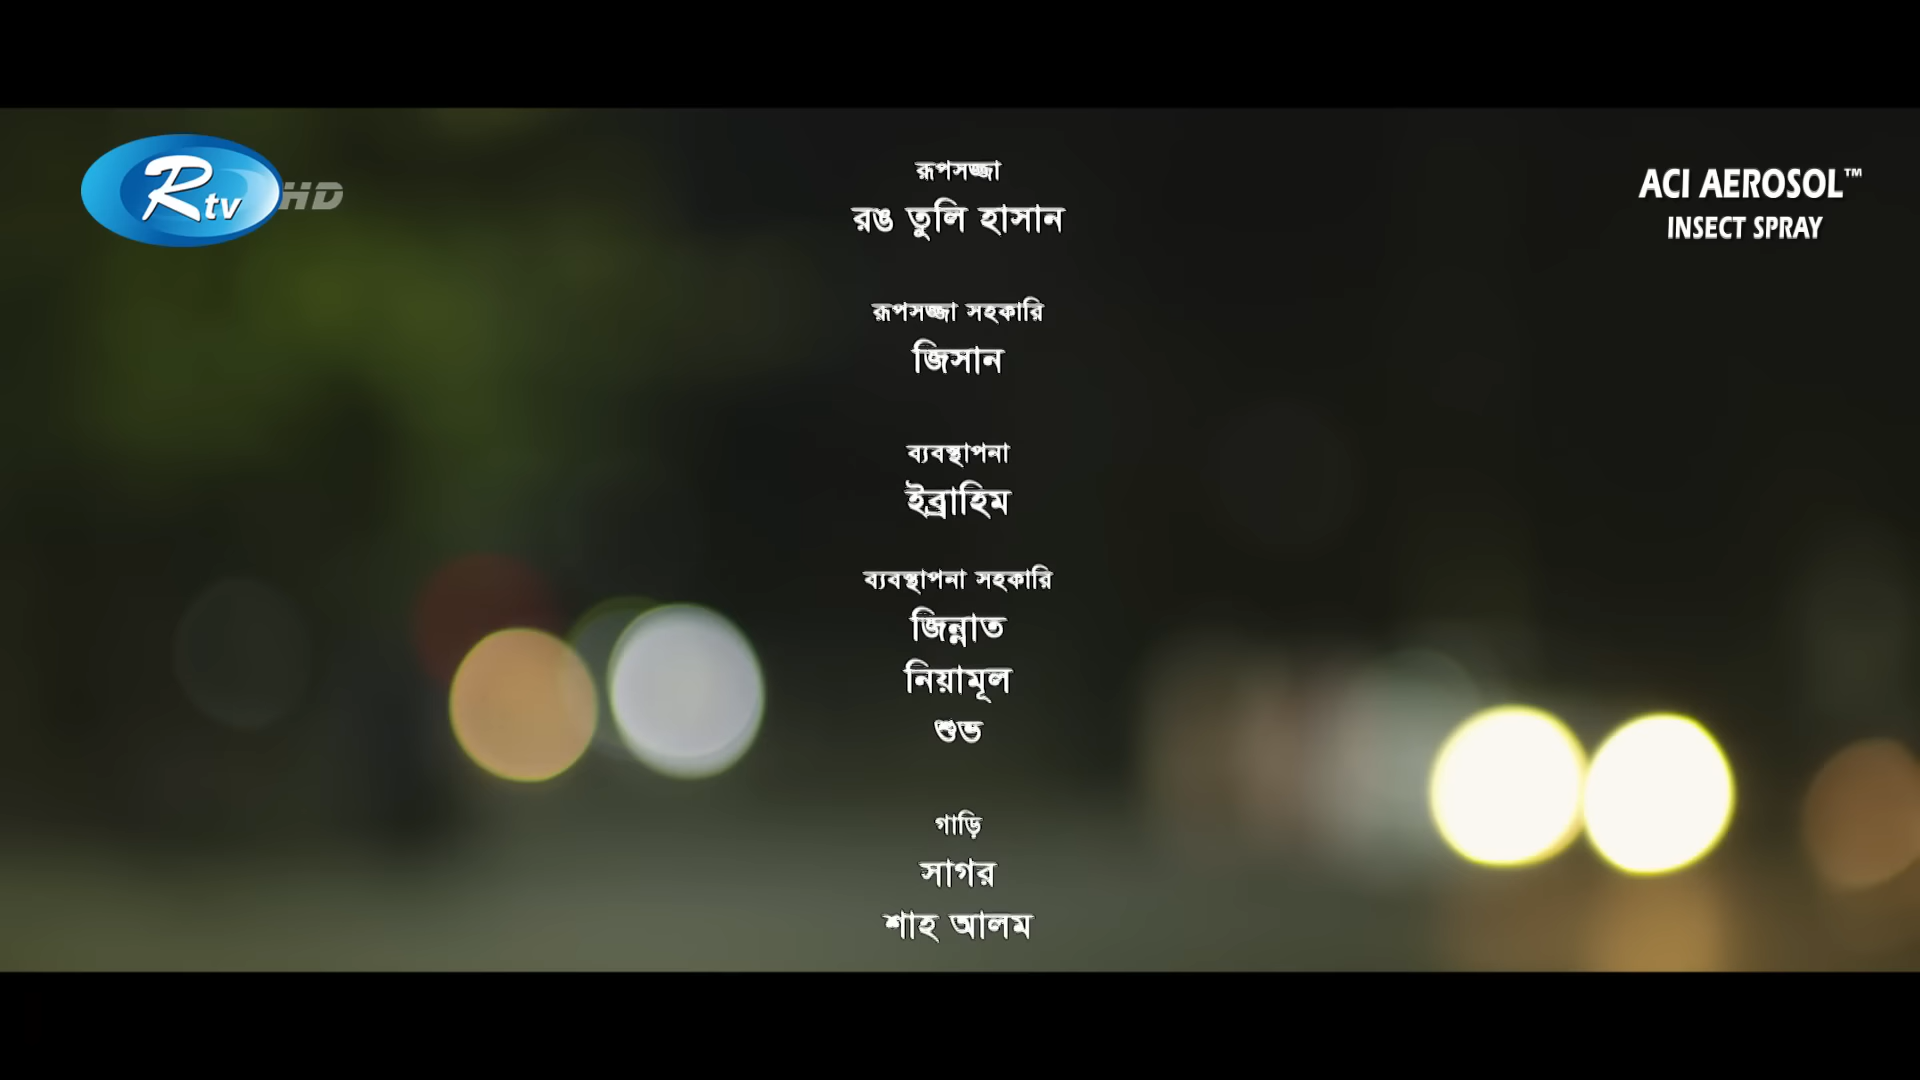 Rtv HD
ACI AEROSOL™
INSECT SPRAY
রূপসজ্জা
রঙ তুলি হাসান
রূপসজ্জা সহকারি
জিসান
ব্যবস্থাপনা
ইব্রাহিম
ব্যবস্থাপনা সহকারি
জিন্নাত
নিয়ামূল
শুভ
গাড়ি
সাগর
শাহ আলম